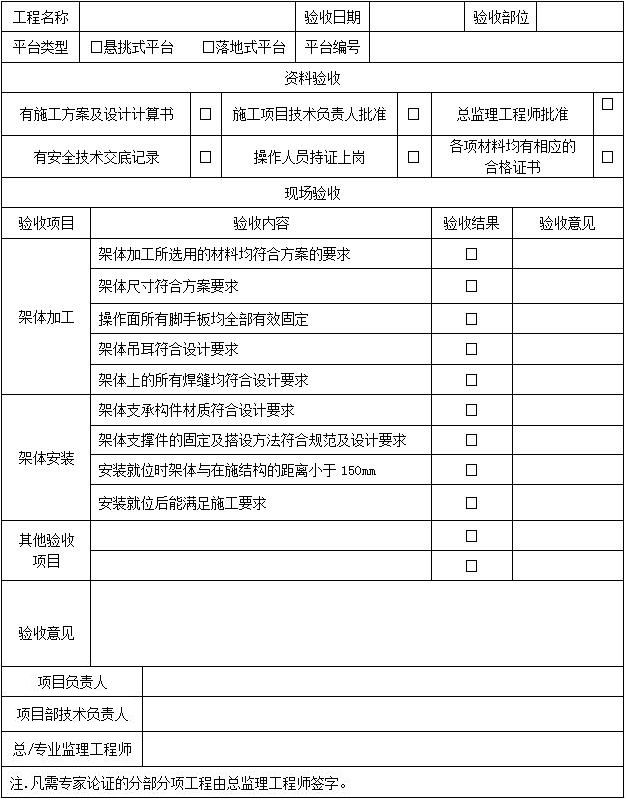 工程名称 验收日期 验收部位
平台类型 □悬挑式平台 □落地式平台 平台编号
资料验收
有施工方案及设计计算书 □ 施工项目技术负责人批准 □ 总监理工程师批准 □
有安全技术交底记录 □ 操作人员持证上岗 □ 各项材料均有相应的
合格证书 □
现场验收
验收项目 验收内容 验收结果 验收意见
架体加工
架体加工所选用的材料均符合方案的要求 □
架体尺寸符合方案要求 □
操作面所有脚手板均全部有效固定 □
架体吊耳符合设计要求 □
架体上的所有焊缝均符合设计要求 □
架体安装
架体支承构件材质符合设计要求 □
架体支撑件的固定及搭设方法符合规范及设计要求 □
安装就位时架体与在施结构的距离小于150mm □
安装就位后能满足施工要求 □
其他验收
项目
□
□
验收意见
项目负责人
项目部技术负责人
总/专业监理工程师
注.凡需专家论证的分部分项工程由总监理工程师签字。